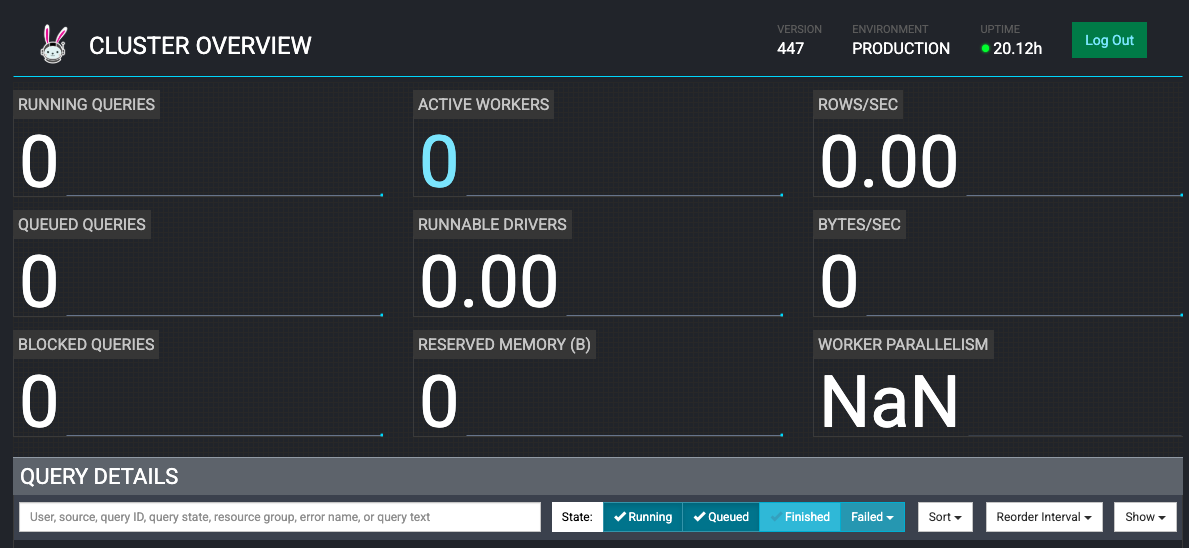 CLUSTER OVERVIEW
VERSION
447
ENVIRONMENT
PRODUCTION
UPTIME
20.12h
Log Out
RUNNING QUERIES
0
ACTIVE WORKERS
0
ROWS/SEC
0.00
QUEUED QUERIES
0
RUNNABLE DRIVERS
0.00
BYTES/SEC
0
BLOCKED QUERIES
0
RESERVED MEMORY (B)
0
WORKER PARALLELISM
NaN
QUERY DETAILS
User, source, query ID, query state, resource group, error name, or query text
State: Running Queued Finished Failed Sort Reorder Interval Show